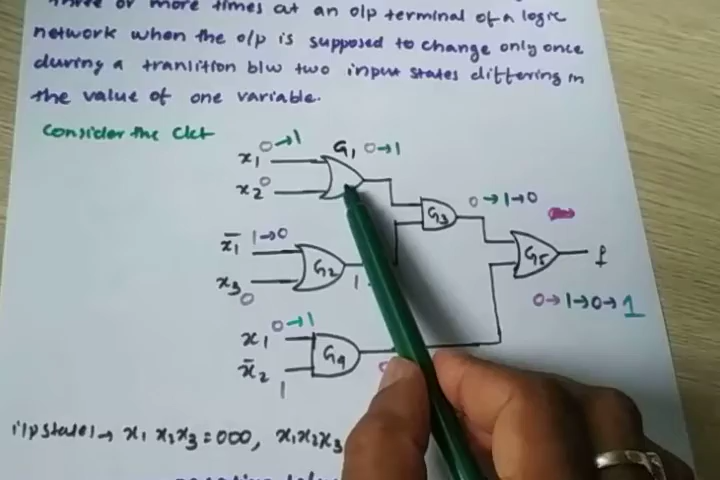 three or more times at an o/p terminal of a logic
network when the o/p is supposed to change only once
during a tranlition b/w two input states differing in
the value of one variable.
Consider the Ckt
x1 0→1
G1 0→1
x2 0
G3 0→1→0
x̄1 1→0
G2 1
G5 f
x3 0
0→1→0→1
x1 0→1
G4
x̄2 1
i/p states → x1 x2 x3 = 000, x1x2x3